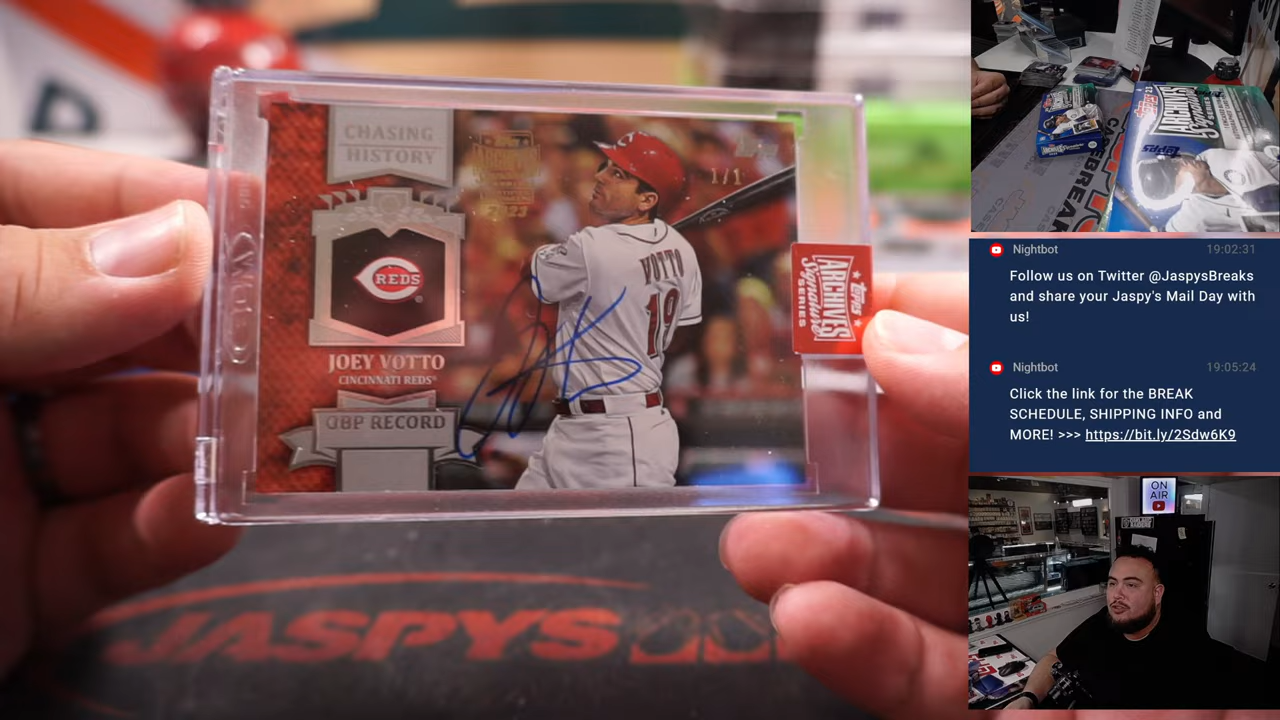 CHASING
HISTORY
1/1
REDS
VOTTO
19
JOEY VOTTO
CINCINNATI REDS
OBP RECORD
Topps
ARCHIVES
Signature
SERIES
JASPYS
Topps
ARCHIVES
Signature
Topps
Nightbot 19:02:31
Follow us on Twitter @JaspysBreaks
and share your Jaspy's Mail Day with
us!
Nightbot 19:05:24
Click the link for the BREAK
SCHEDULE, SHIPPING INFO and
MORE! >>> https://bit.ly/2Sdw6K9
ON
AIR